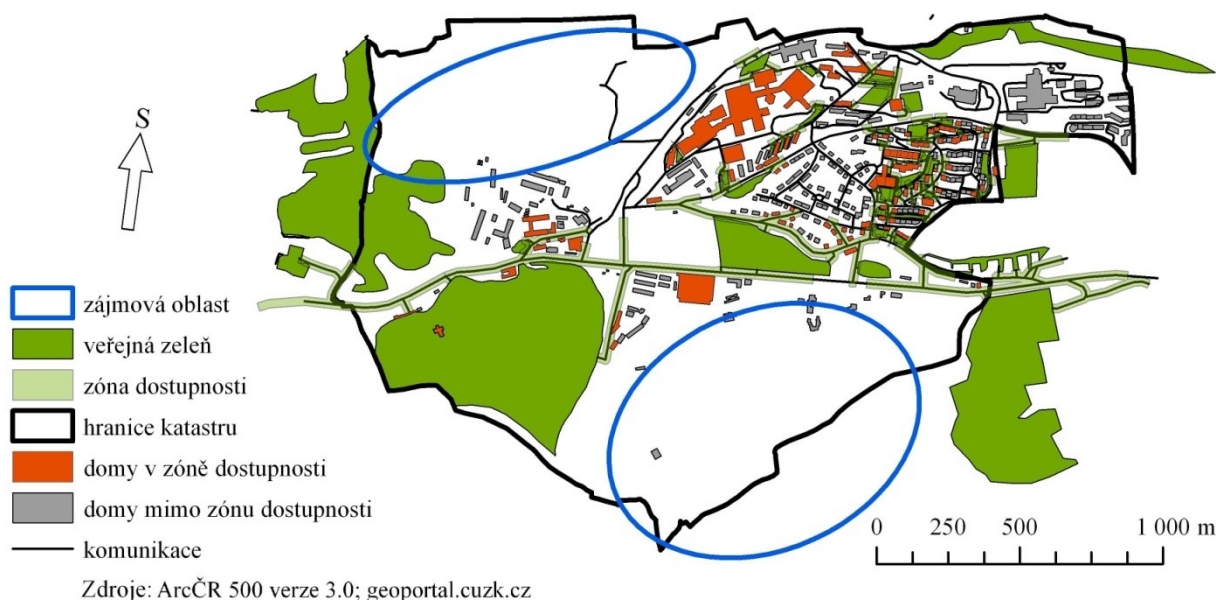 S
zájmová oblast
veřejná zeleň
zóna dostupnosti
hranice katastru
domy v zóně dostupnosti
domy mimo zónu dostupnosti
komunikace
0 250 500 1 000 m
Zdroje: ArcČR 500 verze 3.0; geoportal.cuzk.cz